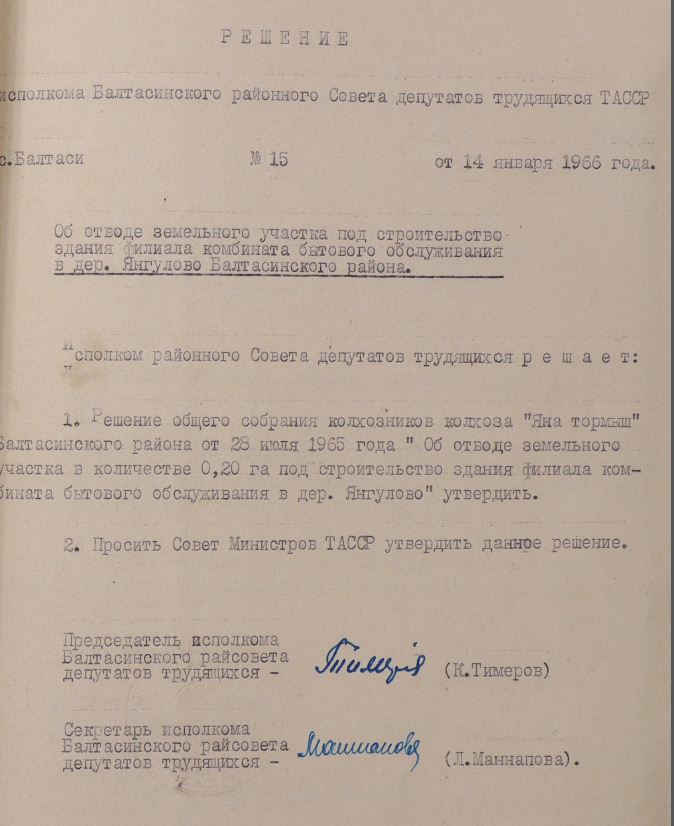 Р Е Ш Е Н И Е
исполкома Балтасинского районного Совета депутатов трудящихся ТАССР
с.Балтаси № 15 от 14 января 1966 года.
Об отводе земельного участка под строительство
здания филиала комбината бытового обслуживания
в дер. Янгулово Балтасинского района.
Исполком районного Совета депутатов трудящихся р е ш а е т:
1. Решение общего собрания колхозников колхоза "Яна тормыш"
Балтасинского района от 28 июля 1965 года " Об отводе земельного
участка в количестве 0,20 га под строительство здания филиала ком-
бината бытового обслуживания в дер. Янгулово" утвердить.
2. Просить Совет Министров ТАССР утвердить данное решение.
Председатель исполкома
Балтасинского райсовета
депутатов трудящихся – Тимеров (К.Тимеров)
Секретарь исполкома
Балтасинского райсовета
депутатов трудящихся – Маннапова (Л.Маннапова).